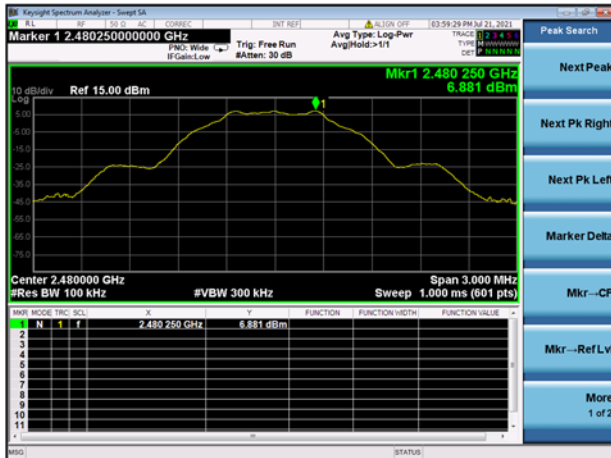 Keysight Spectrum Analyzer - Swept SA
RL RF 50 Ω AC CORREC INT REF ALIGN OFF 03:59:29 PM Jul 21, 2021
Marker 1 2.480250000000 GHz
PNO: Wide
IFGain:Low
Trig: Free Run
#Atten: 30 dB
Avg Type: Log-Pwr
Avg|Hold:>1/1
TRACE 1 2 3 4 5 6
TYPE M
DET P N N N N N
Mkr1 2.480 250 GHz
6.881 dBm
10 dB/div
Log
Ref 15.00 dBm
1
5.00
-5.00
-15.0
-25.0
-35.0
-45.0
-55.0
-65.0
-75.0
Center 2.480000 GHz
Span 3.000 MHz
#Res BW 100 kHz
#VBW 300 kHz
Sweep 1.000 ms (601 pts)
MKR MODE TRC SCL X Y FUNCTION FUNCTION WIDTH FUNCTION VALUE
1 N 1 f 2.480 250 GHz 6.881 dBm
2
3
4
5
6
7
8
9
10
11
MSG
STATUS
Peak Search
Next Peak
Next Pk Right
Next Pk Left
Marker Delta
Mkr→CF
Mkr→Ref Lvl
More
1 of 2